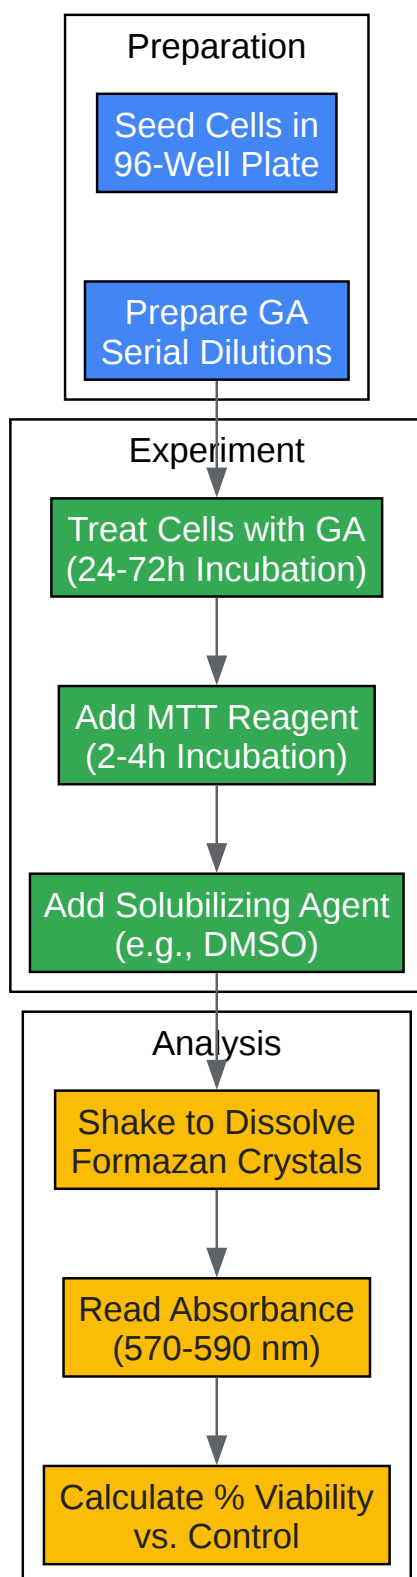 Preparation
Seed Cells in
96-Well Plate
Prepare GA
Serial Dilutions
Experiment
Treat Cells with GA
(24-72h Incubation)
Add MTT Reagent
(2-4h Incubation)
Add Solubilizing Agent
(e.g., DMSO)
Analysis
Shake to Dissolve
Formazan Crystals
Read Absorbance
(570-590 nm)
Calculate % Viability
vs. Control